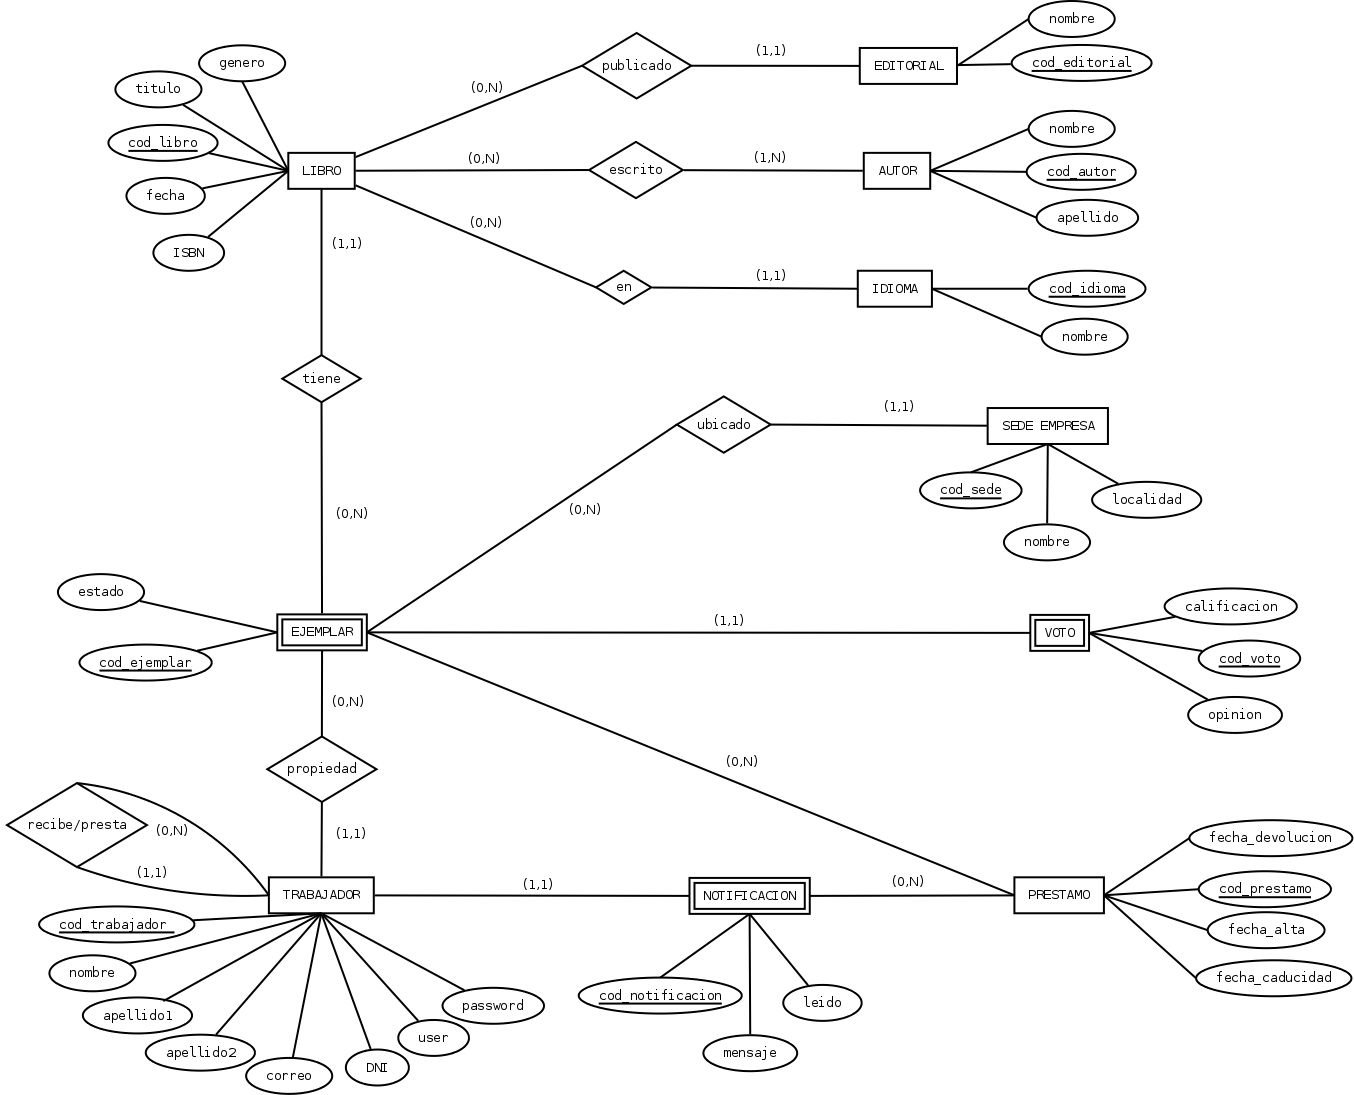 nombre
(1,1)
genero
publicado
EDITORIAL
cod_editorial
titulo
(0,N)
nombre
cod_libro
(0,N)
(1,N)
LIBRO
escrito
AUTOR
cod_autor
fecha
apellido
(0,N)
ISBN
(1,1)
(1,1)
en
IDIOMA
cod_idioma
nombre
tiene
(1,1)
ubicado
SEDE EMPRESA
cod_sede
localidad
(0,N)
(0,N)
nombre
estado
calificacion
(1,1)
EJEMPLAR
VOTO
cod_ejemplar
cod_voto
(0,N)
opinion
(0,N)
propiedad
recibe/presta
(0,N)
(1,1)
fecha_devolucion
(1,1)
(1,1)
(0,N)
TRABAJADOR
NOTIFICACION
PRESTAMO
cod_prestamo
cod_trabajador
fecha_alta
nombre
fecha_caducidad
cod_notificacion
leido
password
apellido1
user
apellido2
mensaje
DNI
correo